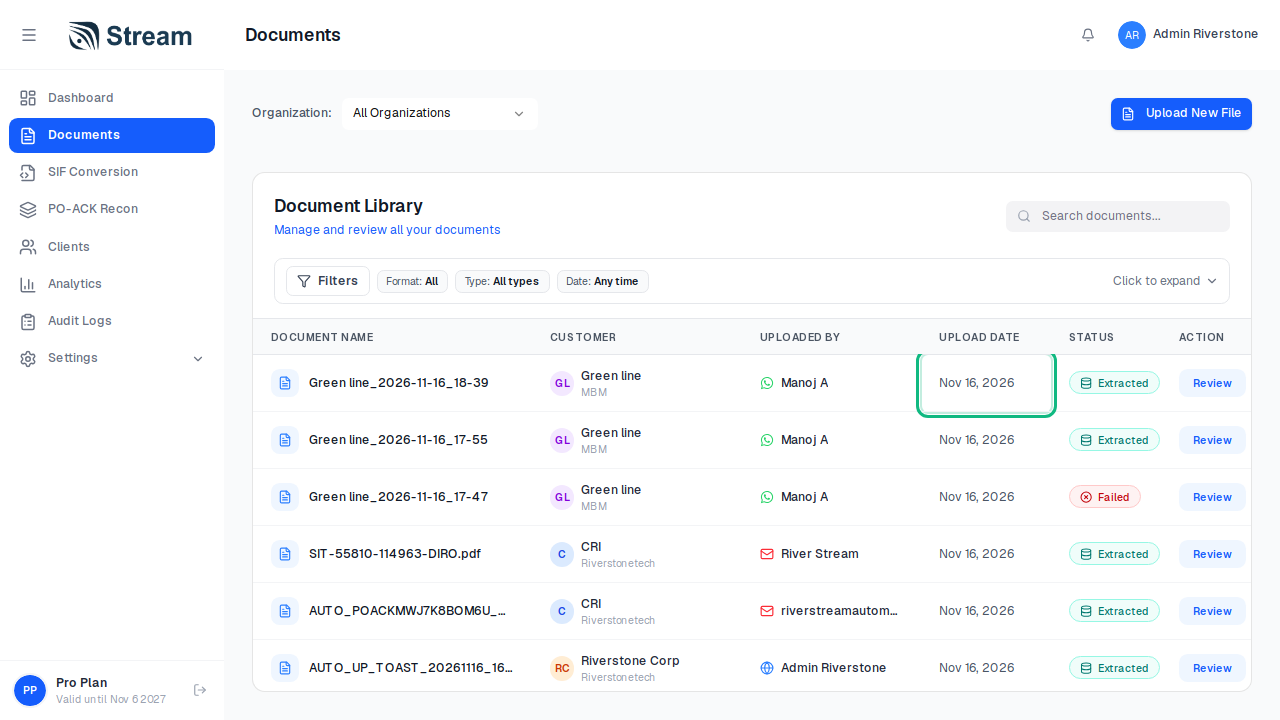 Stream
Documents
AR
Admin Riverstone
Dashboard
Documents
SIF Conversion
PO-ACK Recon
Clients
Analytics
Audit Logs
Settings
PP
Pro Plan
Valid until Nov 6 2027
Organization:
All Organizations
Upload New File
Document Library
Manage and review all your documents
Search documents...
Filters
Format: All
Type: All types
Date: Any time
Click to expand
DOCUMENT NAME CUSTOMER UPLOADED BY UPLOAD DATE STATUS ACTION
Green line_2026-11-16_18-39 GL Green line MBM Manoj A Nov 16, 2026 Extracted Review
Green line_2026-11-16_17-55 GL Green line MBM Manoj A Nov 16, 2026 Extracted Review
Green line_2026-11-16_17-47 GL Green line MBM Manoj A Nov 16, 2026 Failed Review
SIT-55810-114963-DIRO.pdf C CRI Riverstonetech River Stream Nov 16, 2026 Extracted Review
AUTO_POACKMWJ7K8BOM6U_... C CRI Riverstonetech riverstreamautom... Nov 16, 2026 Extracted Review
AUTO_UP_TOAST_20261116_16... RC Riverstone Corp Riverstonetech Admin Riverstone Nov 16, 2026 Extracted Review